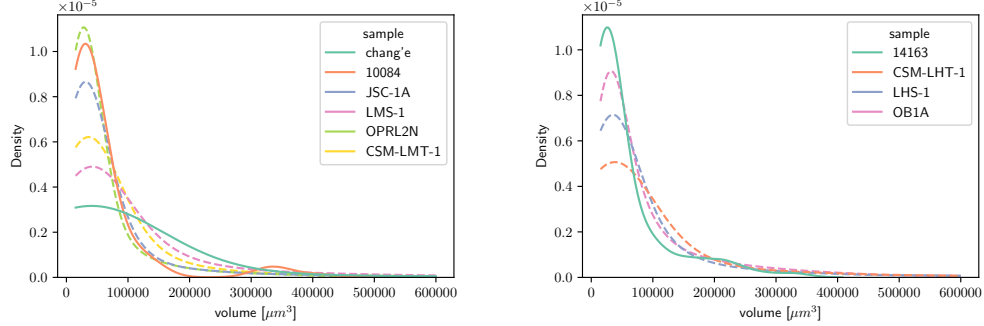 ×10⁻⁵
1.0
0.8
0.6
0.4
0.2
0.0
Density
0
100000
200000
300000
400000
500000
600000
volume [μm³]
sample
chang'e
10084
JSC-1A
LMS-1
OPRL2N
CSM-LMT-1
×10⁻⁵
1.0
0.8
0.6
0.4
0.2
0.0
Density
0
100000
200000
300000
400000
500000
600000
volume [μm³]
sample
14163
CSM-LHT-1
LHS-1
OB1A